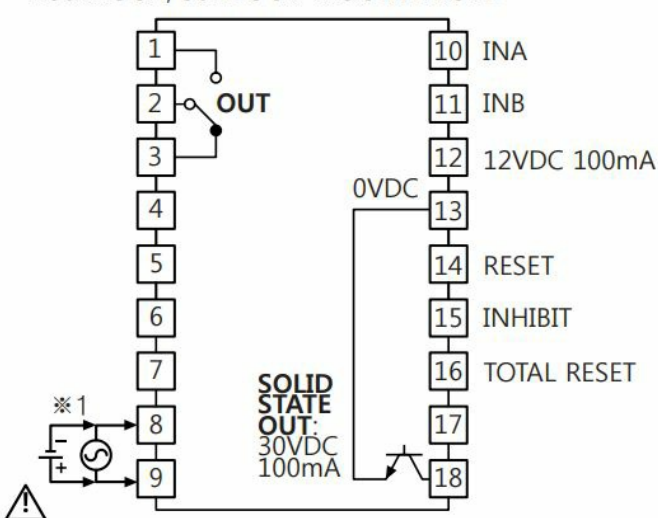 1
2
3
4
5
6
7
8
9
OUT
10 INA
11 INB
12 12VDC 100mA
0VDC
13
14 RESET
15 INHIBIT
16 TOTAL RESET
17
18
SOLID
STATE
OUT:
30VDC
100mA
※1
−
+